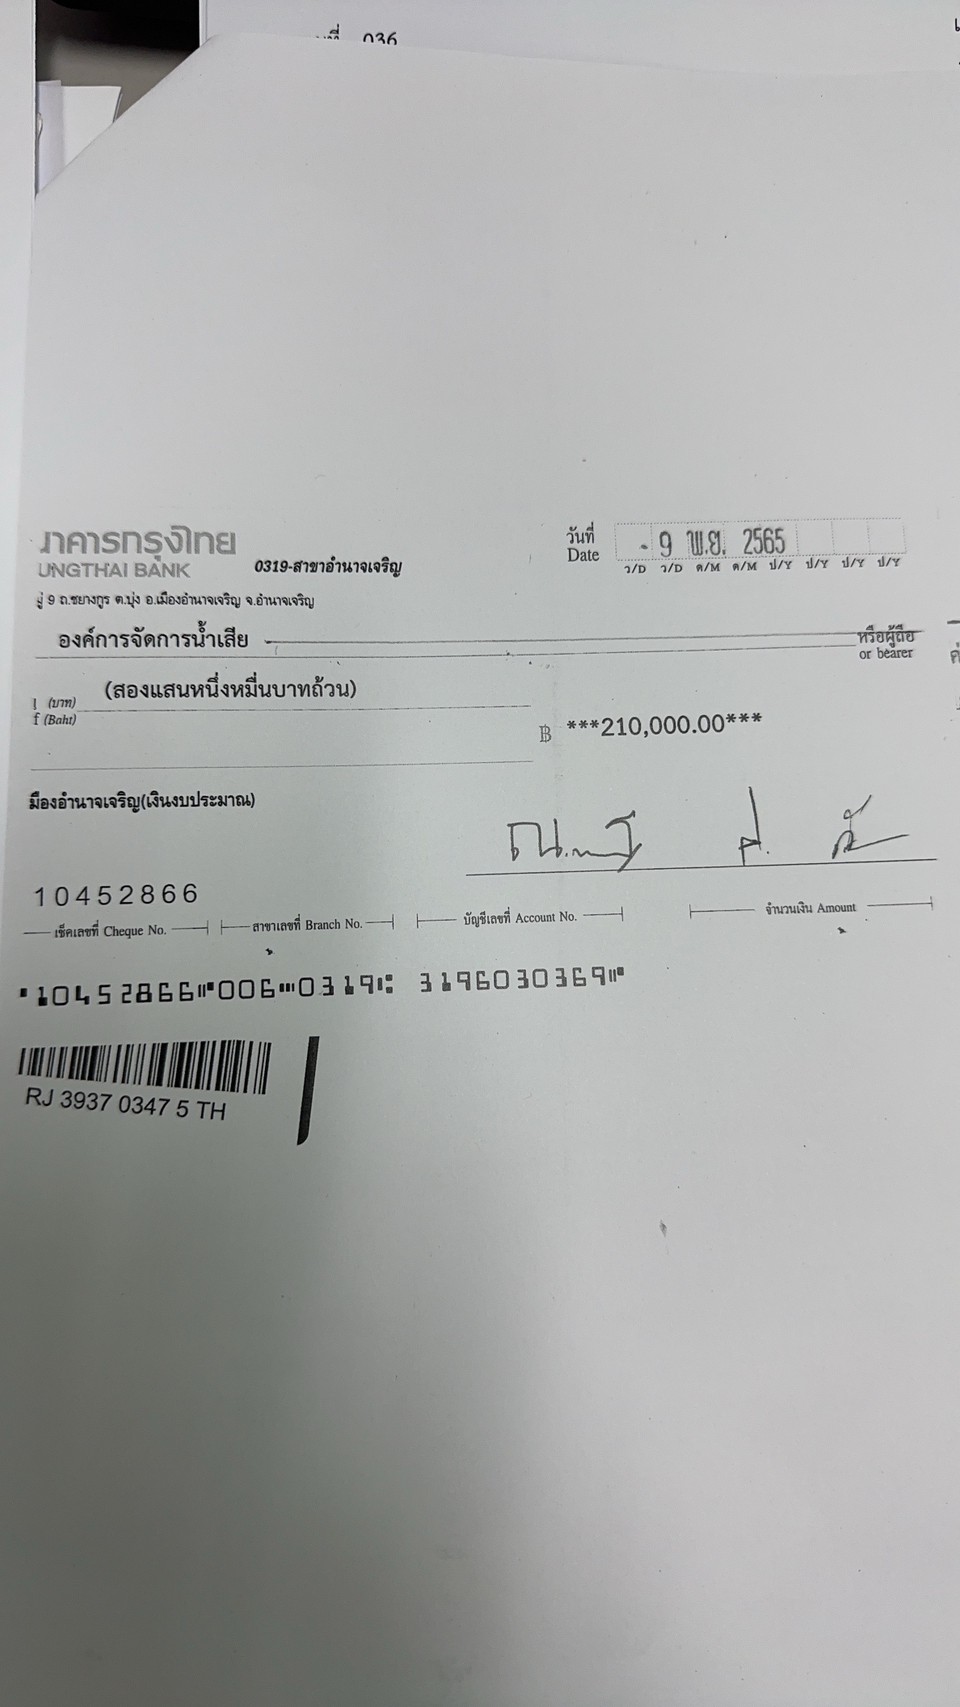 036
วันที่ - 9 พ.ย. 2565
Date
ว/D ว/D ด/M ด/M ป/Y ป/Y ป/Y ป/Y
าคารกรุงไทย
UNGTHAI BANK
0319-สาขาอำนาจเจริญ
9 ถ.ชยางกูร ต.บุ่ง อ.เมืองอำนาจเจริญ จ.อำนาจเจริญ
องค์การจัดการน้ำเสีย หรือผู้ถือ
or bearer
(บาท) (สองแสนหนึ่งหมื่นบาทถ้วน)
f (Baht)
฿ ***210,000.00***
มืองอำนาจเจริญ(เงินงบประมาณ)
10452866
เช็คเลขที่ Cheque No. สาขาเลขที่ Branch No. บัญชีเลขที่ Account No. จำนวนเงิน Amount
⑈10452866⑈006⑉0319⑆ 3196030369⑈
RJ 3937 0347 5 TH